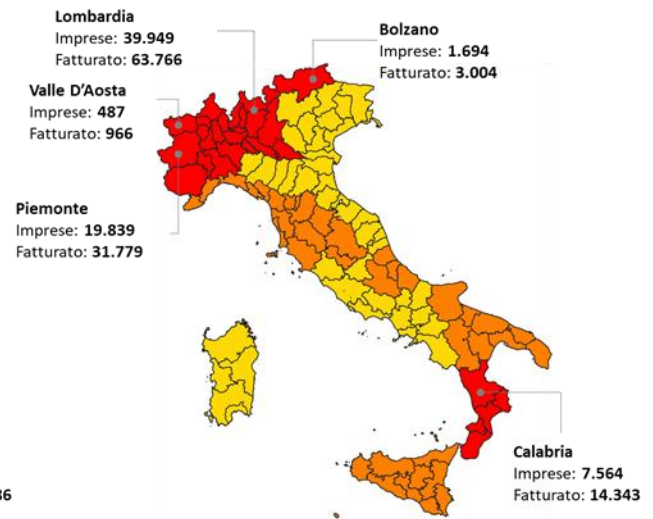 Lombardia
Imprese: 39.949
Fatturato: 63.766
Bolzano
Imprese: 1.694
Fatturato: 3.004
Valle D'Aosta
Imprese: 487
Fatturato: 966
Piemonte
Imprese: 19.839
Fatturato: 31.779
Calabria
Imprese: 7.564
Fatturato: 14.343